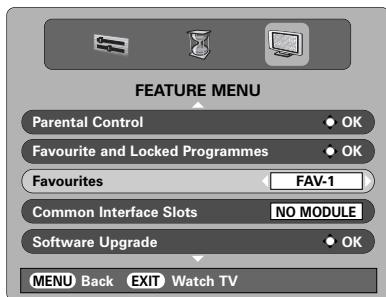 FEATURE MENU
Parental Control OK
Favourite and Locked Programmes OK
Favourites FAV-1
Common Interface Slots NO MODULE
Software Upgrade OK
MENU Back EXIT Watch TV